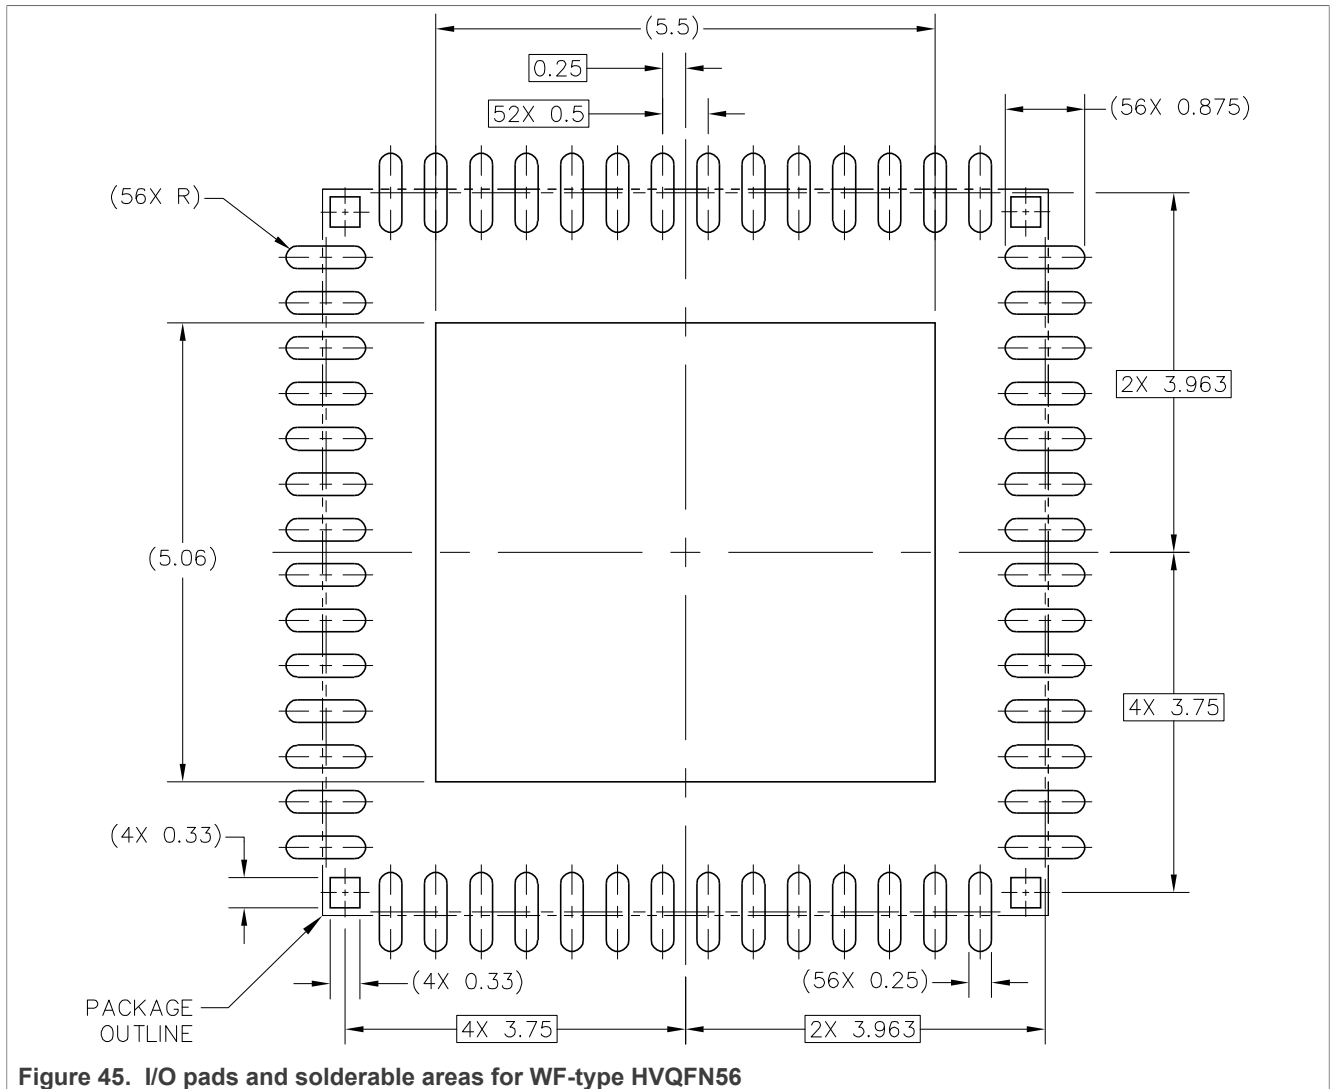 (5.5)
0.25
52X 0.5
(56X 0.875)
(56X R)
2X 3.963
(5.06)
4X 3.75
(4X 0.33)
(4X 0.33)
(56X 0.25)
PACKAGE
OUTLINE
4X 3.75
2X 3.963
Figure 45. I/O pads and solderable areas for WF-type HVQFN56